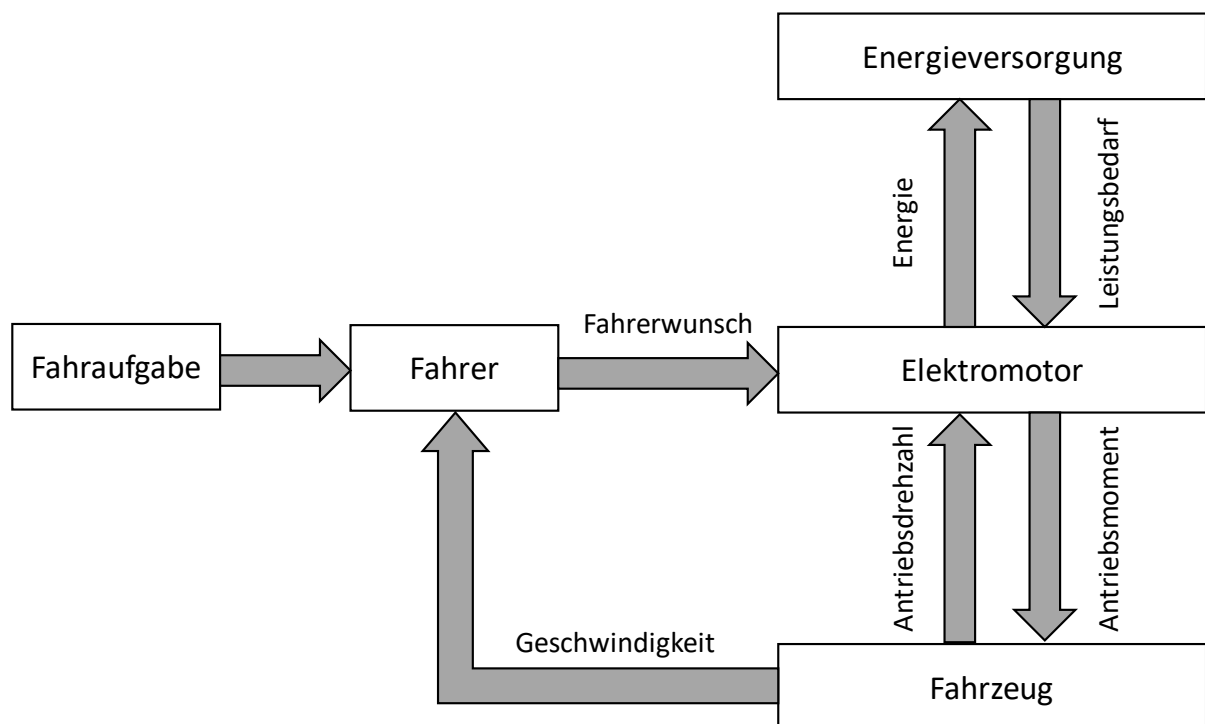 Energieversorgung
Energie
Leistungsbedarf
Fahrerwunsch
Fahraufgabe
Fahrer
Elektromotor
Antriebsdrehzahl
Antriebsmoment
Geschwindigkeit
Fahrzeug